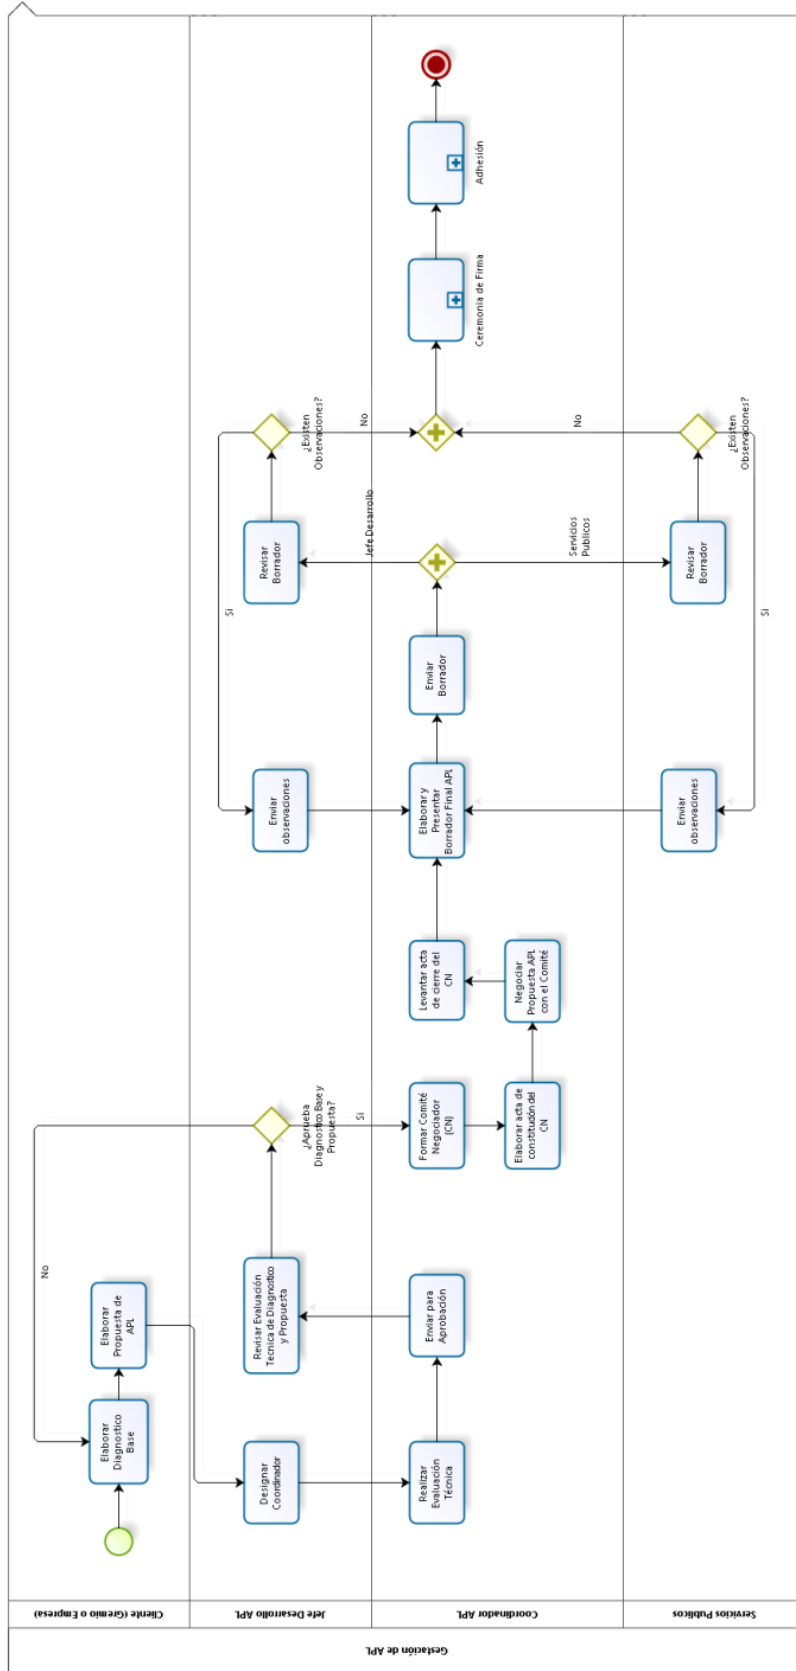 Gestación de APL
Cliente (Gremio o Empresa)
Jefe Desarrollo APL
Coordinador APL
Servicios Publicos
Elaborar
Diagnostico
Base
Elaborar
Propuesta de
APL
No
Designar
Coordinador
Realizar
Evaluación
Técnica
Enviar para
Aprobación
Revisar Evaluación
Tecnica de Diagnostico
y Propuesta
¿Aprueba
Diagnostico Base y
Propuesta?
Si
Formar Comité
Negociador
(CN)
Elaborar acta de
constitución del
CN
Negociar
Propuesta APL
con el Comité
Levantar acta
de cierre del
CN
Elaborar y
Presentar
Borrador Final APL
Enviar
observaciones
Enviar
observaciones
Enviar
Borrador
Si
Si
Jefe Desarrollo
Servicios
Publicos
Revisar
Borrador
Revisar
Borrador
¿Existen
Observaciones?
¿Existen
Observaciones?
No
No
Ceremonia de Firma
Adhesión